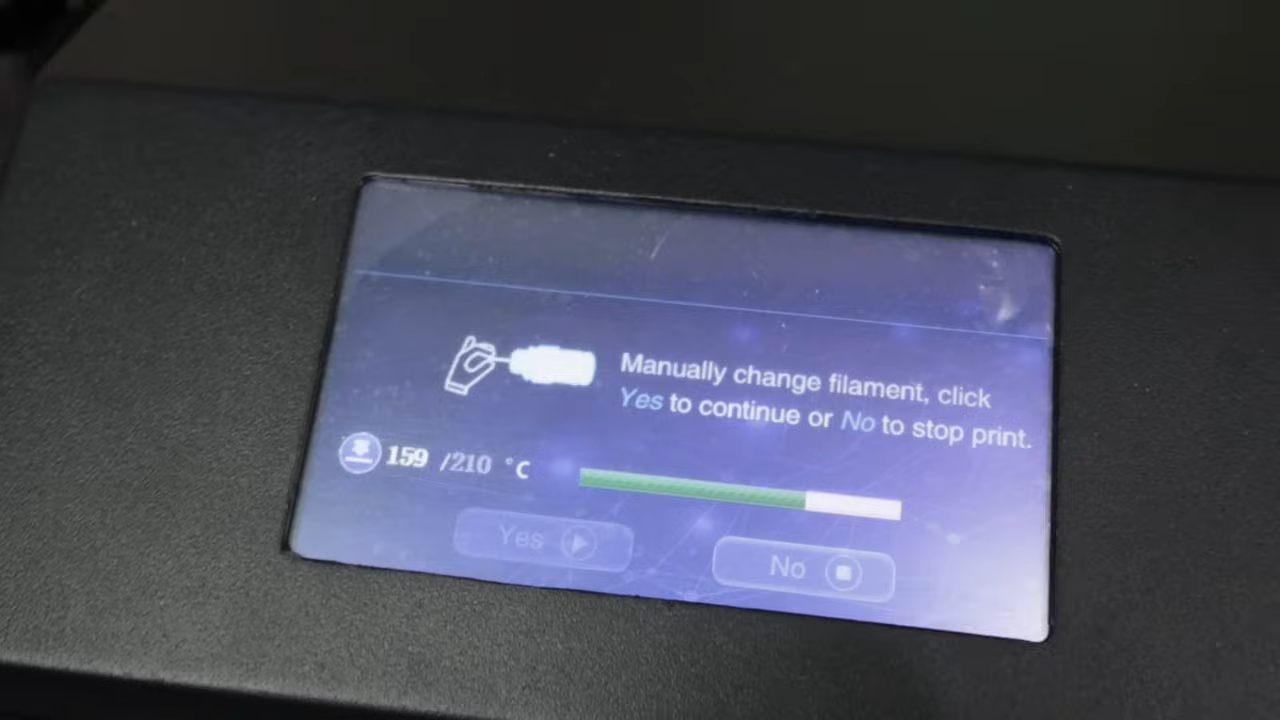 Manually change filament, click
Yes to continue or No to stop print.
159 /210 °C
Yes
No